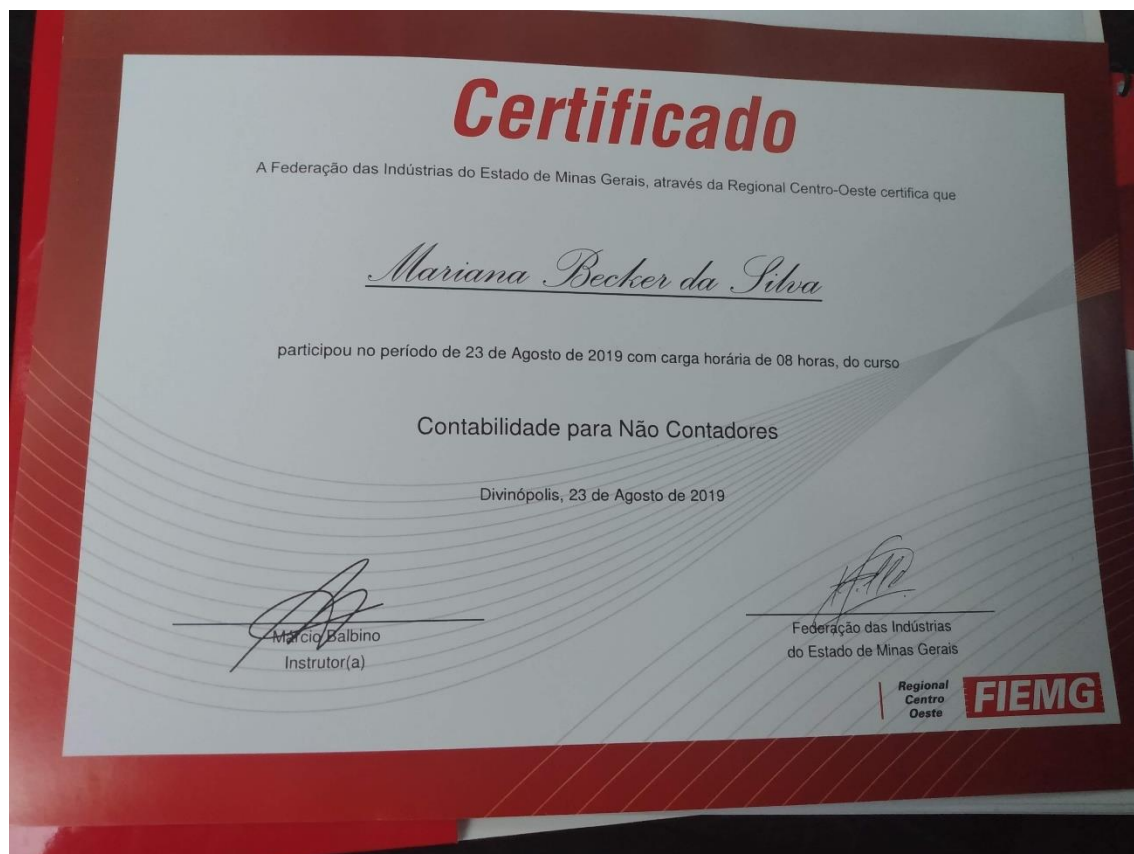 Certificado
A Federação das Indústrias do Estado de Minas Gerais, através da Regional Centro-Oeste certifica que
Mariana Becker da Silva
participou no período de 23 de Agosto de 2019 com carga horária de 08 horas, do curso
Contabilidade para Não Contadores
Divinópolis, 23 de Agosto de 2019
Márcio Balbino
Instrutor(a)
Federação das Indústrias
do Estado de Minas Gerais
Regional
Centro
Oeste
FIEMG